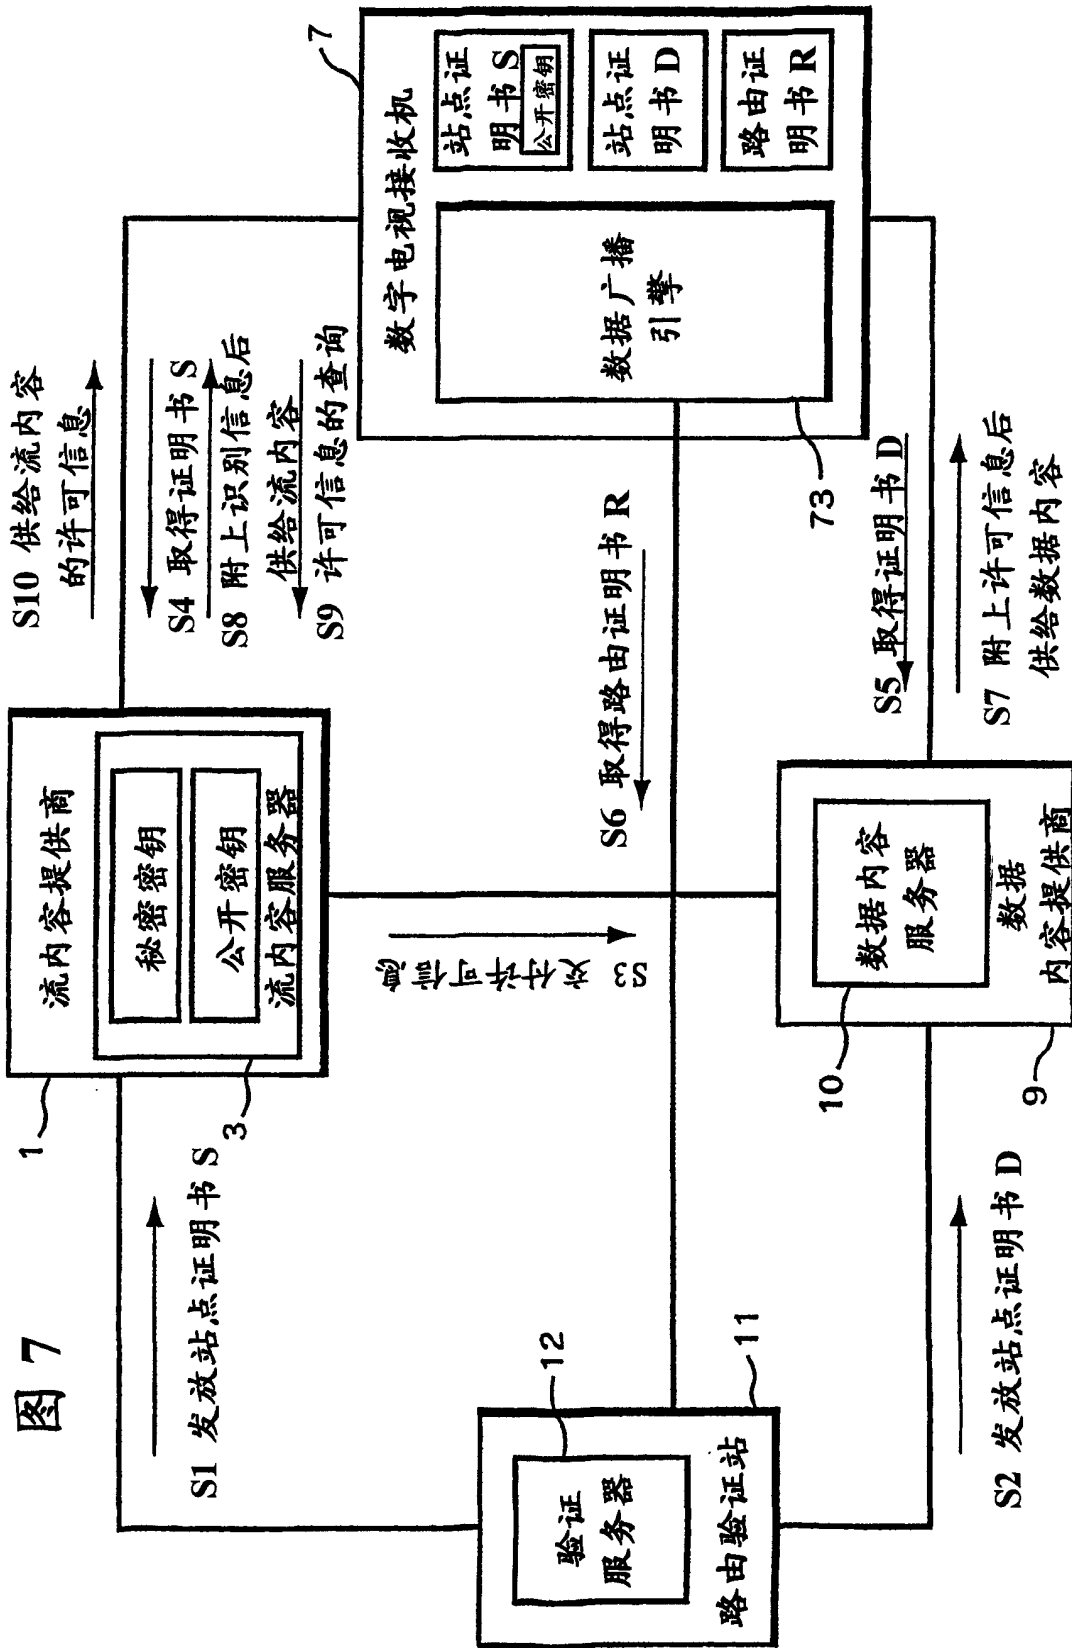 图 7
S1 发放站点证明书 S
1
流内容提供商
秘密密钥
公开密钥
流内容服务器
3
S10 供给流内容
的许可信息
S4 取得证明书 S
S8 附上识别信息后
供给流内容
S9 许可信息的查询
7
数字电视接收机
站点证
明书 S
公开密钥
站点证
明书 D
路由证
明书 R
数据广播
引擎
73
12
验证
服务器
路由验证站
11
S3 交付许可信息
S6 取得路由证明书 R
S5 取得证明书 D
S7 附上许可信息后
供给数据内容
10
数据内容
服务器
数据
内容提供商
9
S2 发放站点证明书 D